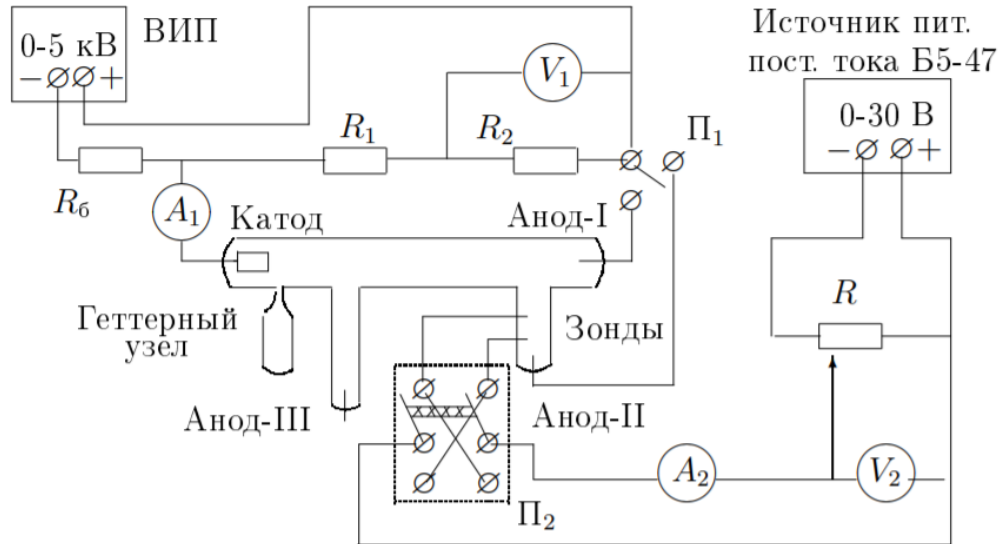 ВИП
0-5 кВ
−∅∅+
V₁
Источник пит.
пост. тока Б5-47
0-30 В
−∅∅+
R₁
R₂
П₁
Rб
A₁
Катод
Анод-I
R
Геттерный
узел
Зонды
Анод-III
Анод-II
A₂
V₂
П₂